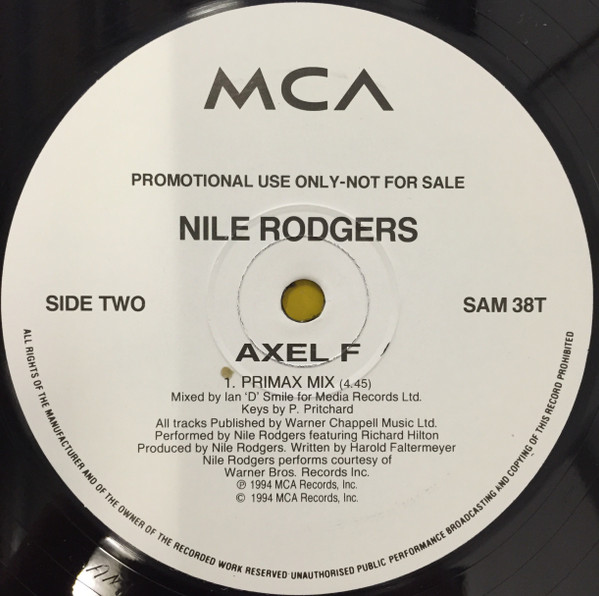 MCA
PROMOTIONAL USE ONLY-NOT FOR SALE
NILE RODGERS
SIDE TWO
SAM 38T
AXEL F
1. PRIMAX MIX (4.45)
Mixed by Ian 'D' Smile for Media Records Ltd.
Keys by P. Pritchard
All tracks Published by Warner Chappell Music Ltd.
Performed by Nile Rodgers featuring Richard Hilton
Produced by Nile Rodgers. Written by Harold Faltermeyer
Nile Rodgers performs courtesy of
Warner Bros. Records Inc.
℗ 1994 MCA Records, Inc.
© 1994 MCA Records, Inc.
ALL RIGHTS OF THE MANUFACTURER AND OF THE OWNER OF THE RECORDED WORK RESERVED UNAUTHORISED PUBLIC PERFORMANCE BROADCASTING AND COPYING OF THIS RECORD PROHIBITED